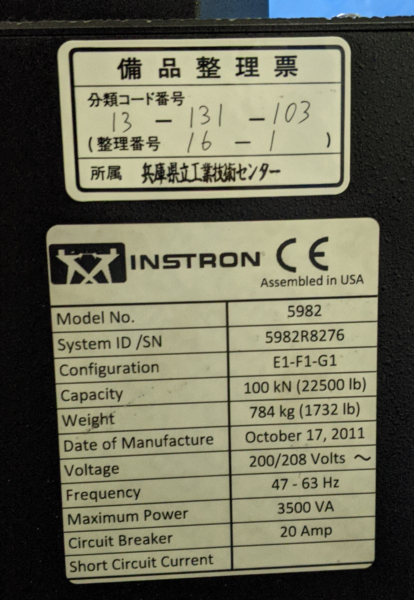 備品整理票
分類コード番号
13 - 131 - 103
(整理番号 16 - 1 )
所属 兵庫県立工業技術センター
INSTRON CE
Assembled in USA
Model No. 5982
System ID /SN 5982R8276
Configuration E1-F1-G1
Capacity 100 kN (22500 lb)
Weight 784 kg (1732 lb)
Date of Manufacture October 17, 2011
Voltage 200/208 Volts ～
Frequency 47 - 63 Hz
Maximum Power 3500 VA
Circuit Breaker 20 Amp
Short Circuit Current